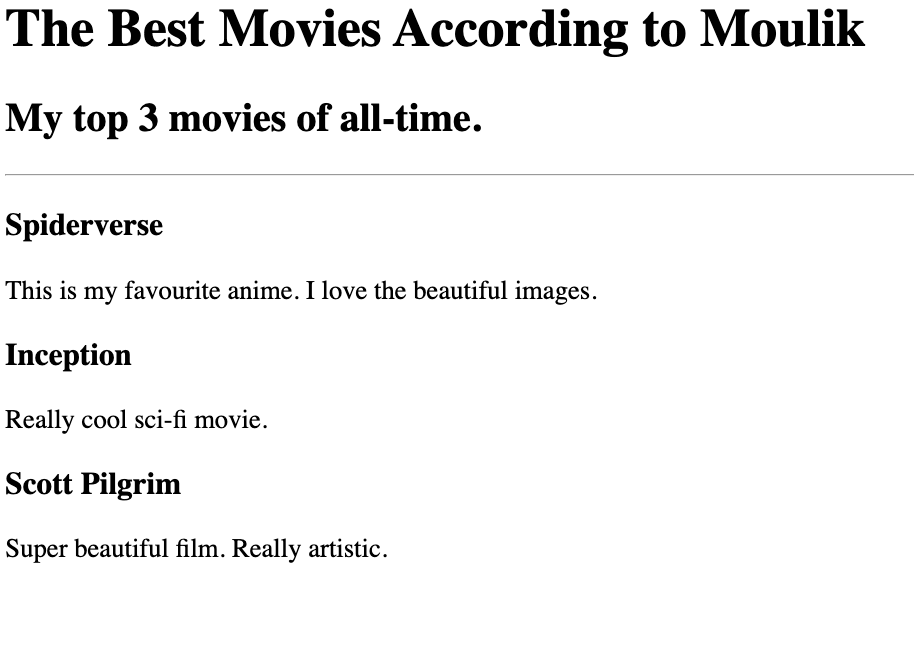 The Best Movies According to Moulik
My top 3 movies of all-time.
Spiderverse
This is my favourite anime. I love the beautiful images.
Inception
Really cool sci-fi movie.
Scott Pilgrim
Super beautiful film. Really artistic.